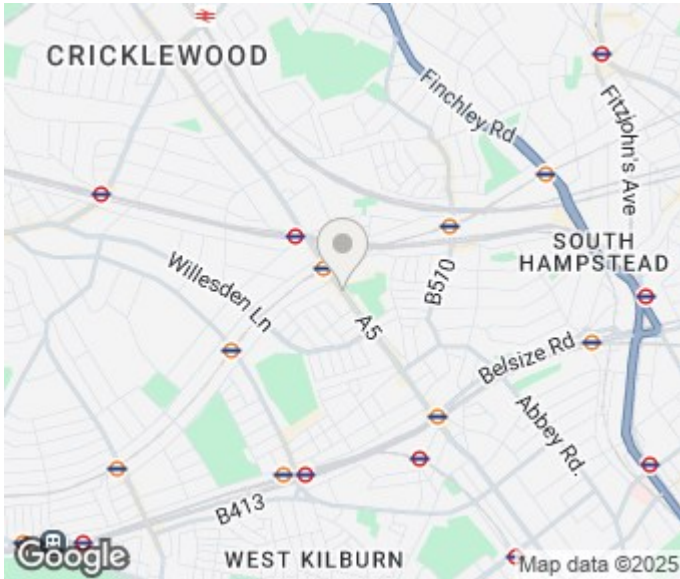 CRICKLEWOOD
Finchley Rd
Fitzjohn's Ave
SOUTH
HAMPSTEAD
Willesden Ln
B510
A5
Belsize Rd
Abbey Rd.
B413
WEST KILBURN
Google
Map data ©2025